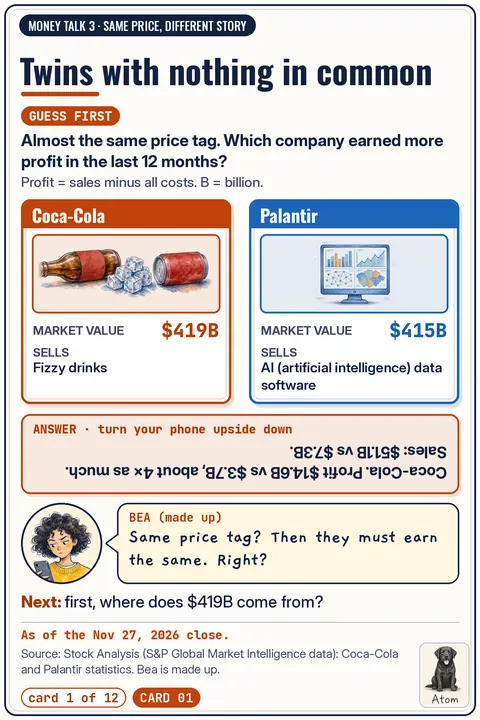 MONEY TALK 3 · SAME PRICE, DIFFERENT STORY
Twins with nothing in common
GUESS FIRST
Almost the same price tag. Which company earned more
profit in the last 12 months?
Profit = sales minus all costs. B = billion.
Coca-Cola
MARKET VALUE $419B
SELLS
Fizzy drinks
Palantir
MARKET VALUE $415B
SELLS
AI (artificial intelligence) data
software
ANSWER · turn your phone upside down
Coca-Cola. Profit $14.6B vs $3.7B, about 4x as much.
Sales: $51.1B vs $7.3B.
BEA (made up)
Same price tag? Then they must earn
the same. Right?
Next: first, where does $419B come from?
As of the Nov 27, 2026 close.
Source: Stock Analysis (S&P Global Market Intelligence data): Coca-Cola
and Palantir statistics. Bea is made up.
card 1 of 12
CARD 01
Atom